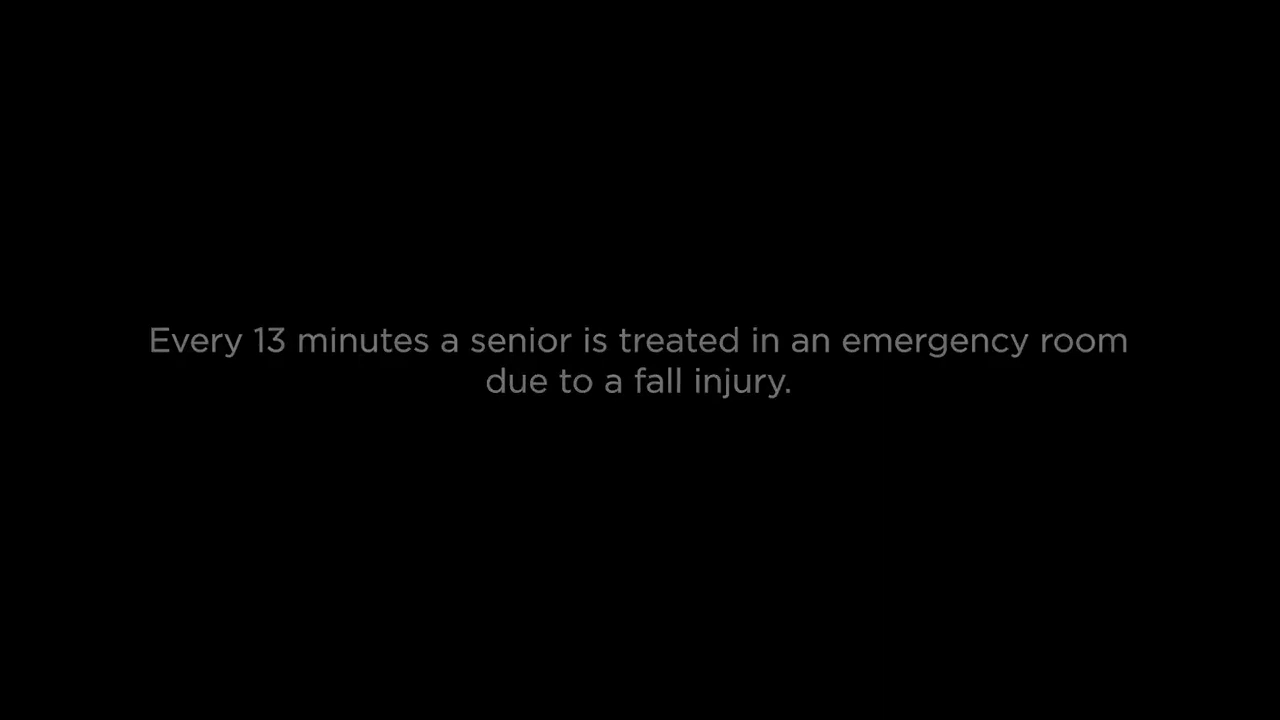 Every 13 minutes a senior is treated in an emergency room
due to a fall injury.